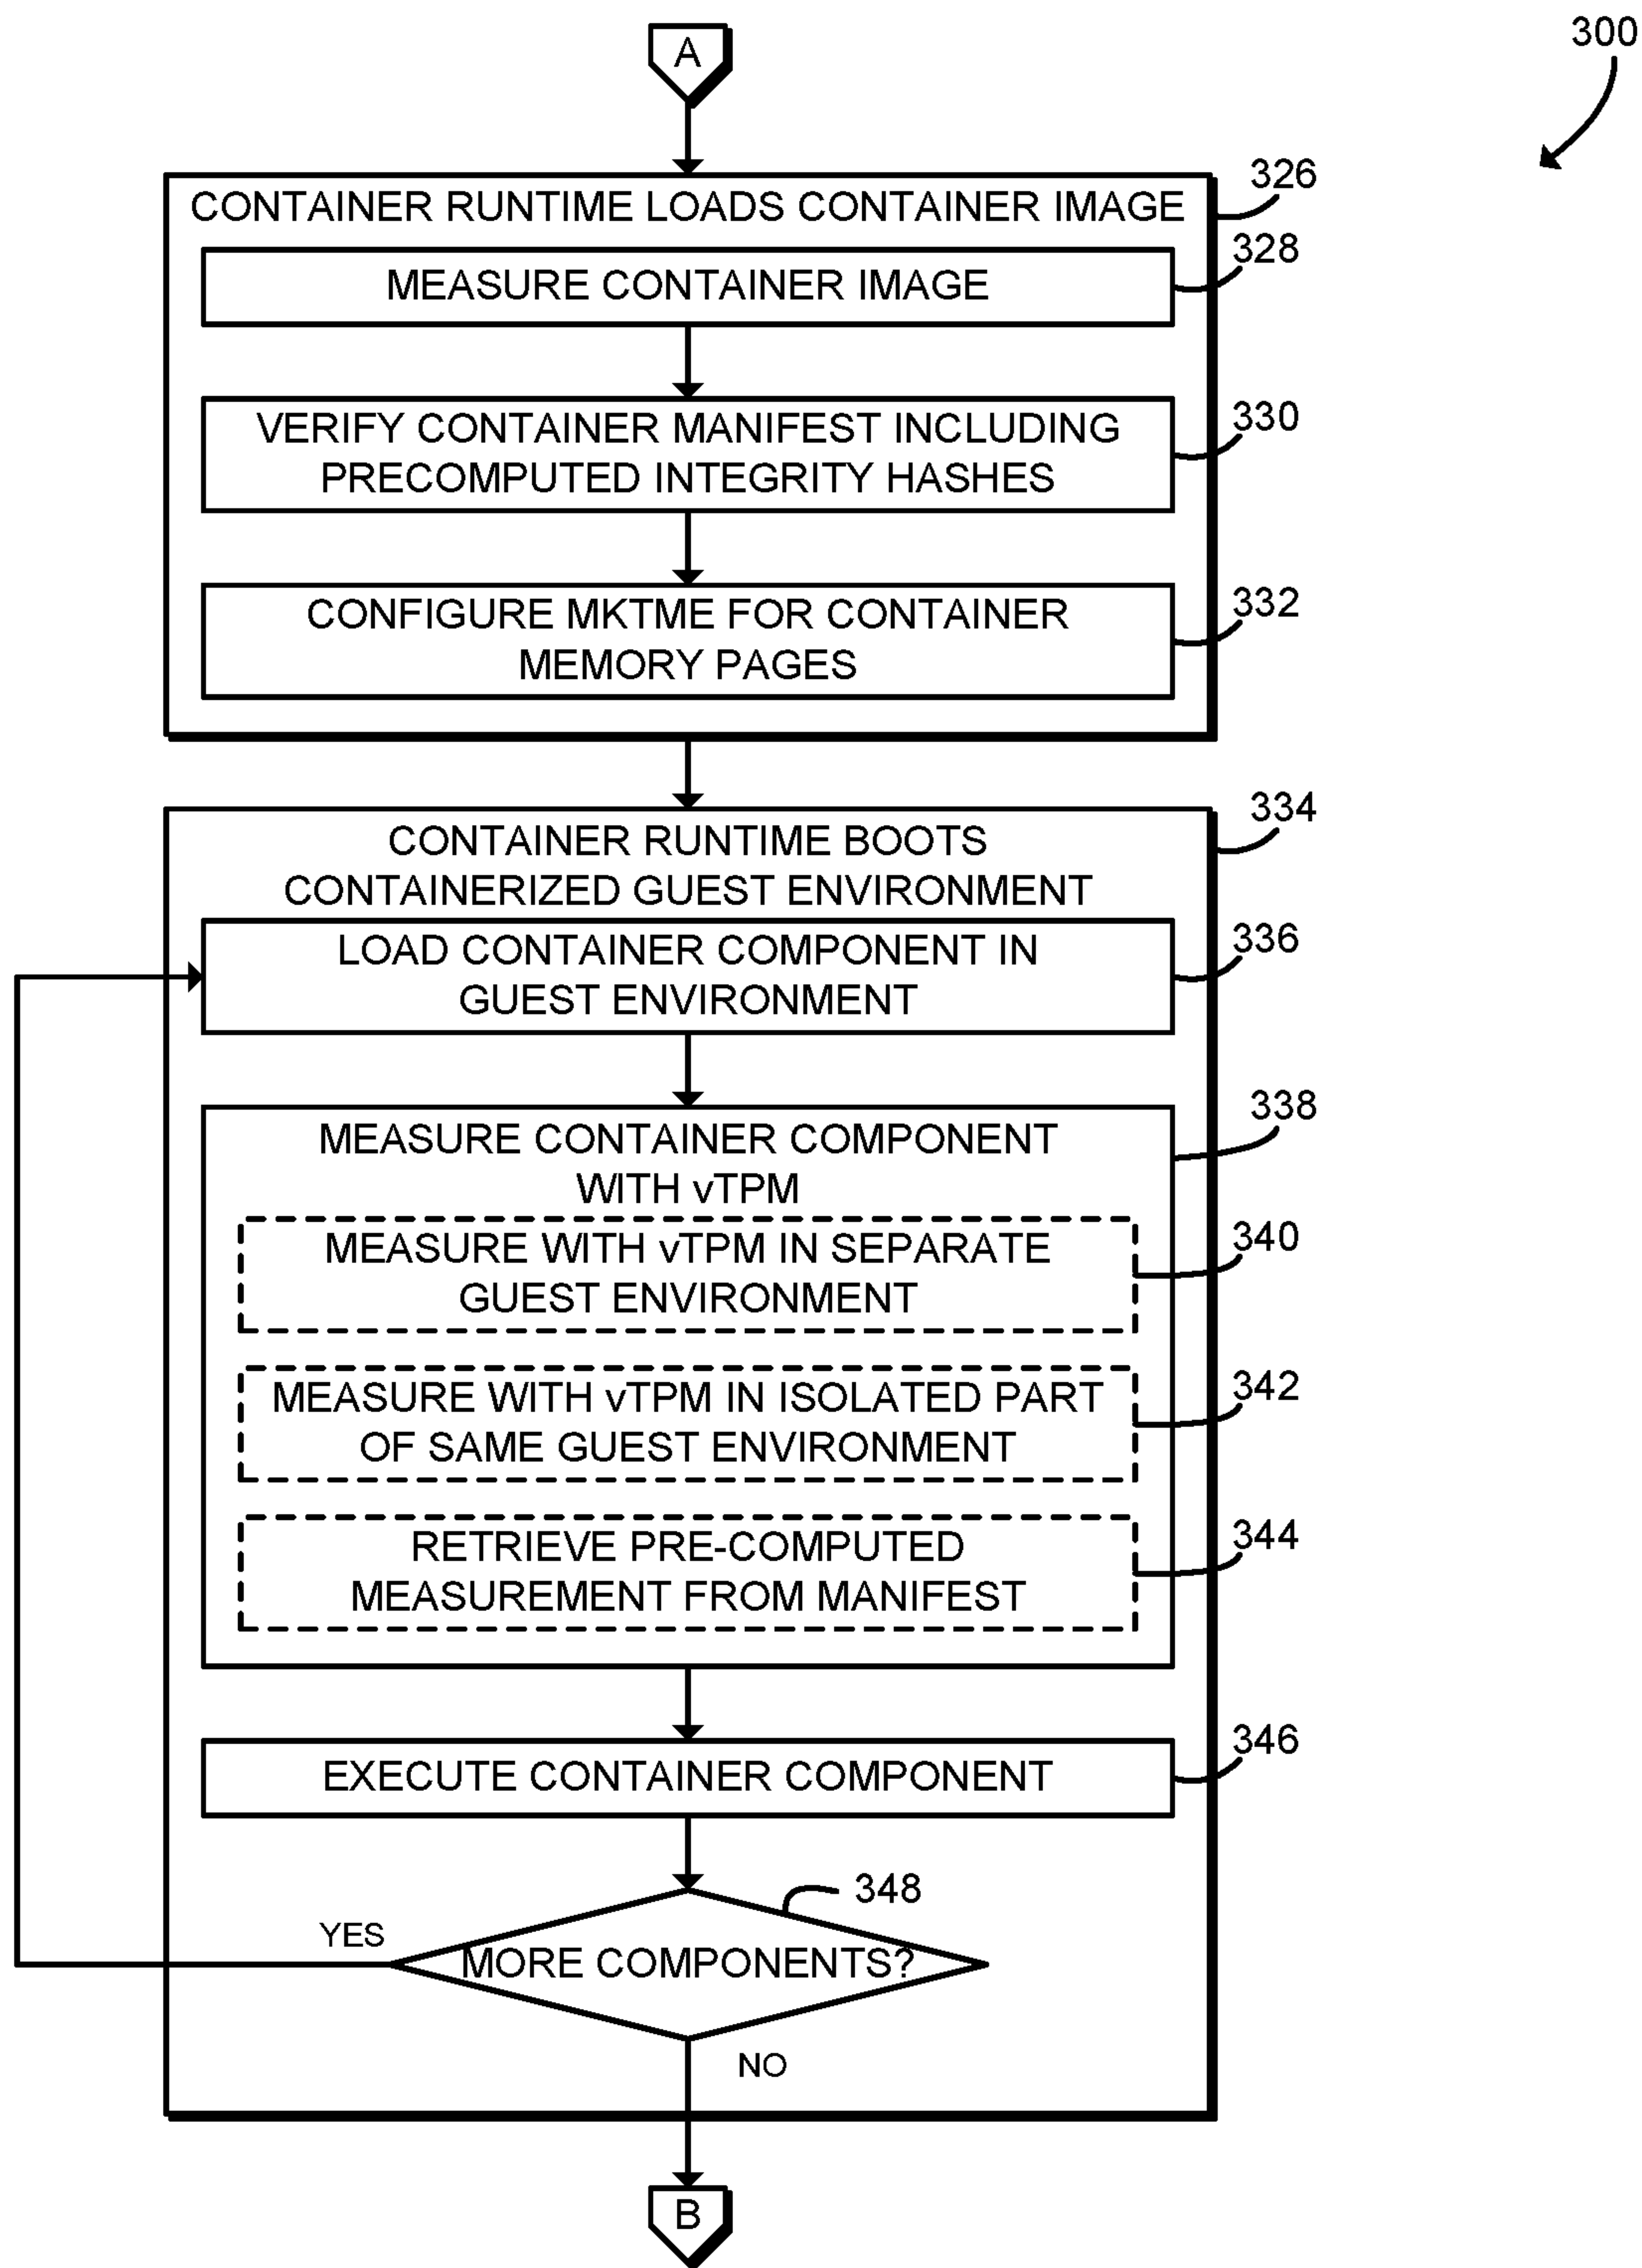 300
A
CONTAINER RUNTIME LOADS CONTAINER IMAGE
326
MEASURE CONTAINER IMAGE
328
VERIFY CONTAINER MANIFEST INCLUDING
PRECOMPUTED INTEGRITY HASHES
330
CONFIGURE MKTME FOR CONTAINER
MEMORY PAGES
332
CONTAINER RUNTIME BOOTS
CONTAINERIZED GUEST ENVIRONMENT
334
LOAD CONTAINER COMPONENT IN
GUEST ENVIRONMENT
336
MEASURE CONTAINER COMPONENT
WITH vTPM
338
MEASURE WITH vTPM IN SEPARATE
GUEST ENVIRONMENT
340
MEASURE WITH vTPM IN ISOLATED PART
OF SAME GUEST ENVIRONMENT
342
RETRIEVE PRE-COMPUTED
MEASUREMENT FROM MANIFEST
344
EXECUTE CONTAINER COMPONENT
346
348
YES
MORE COMPONENTS?
NO
B